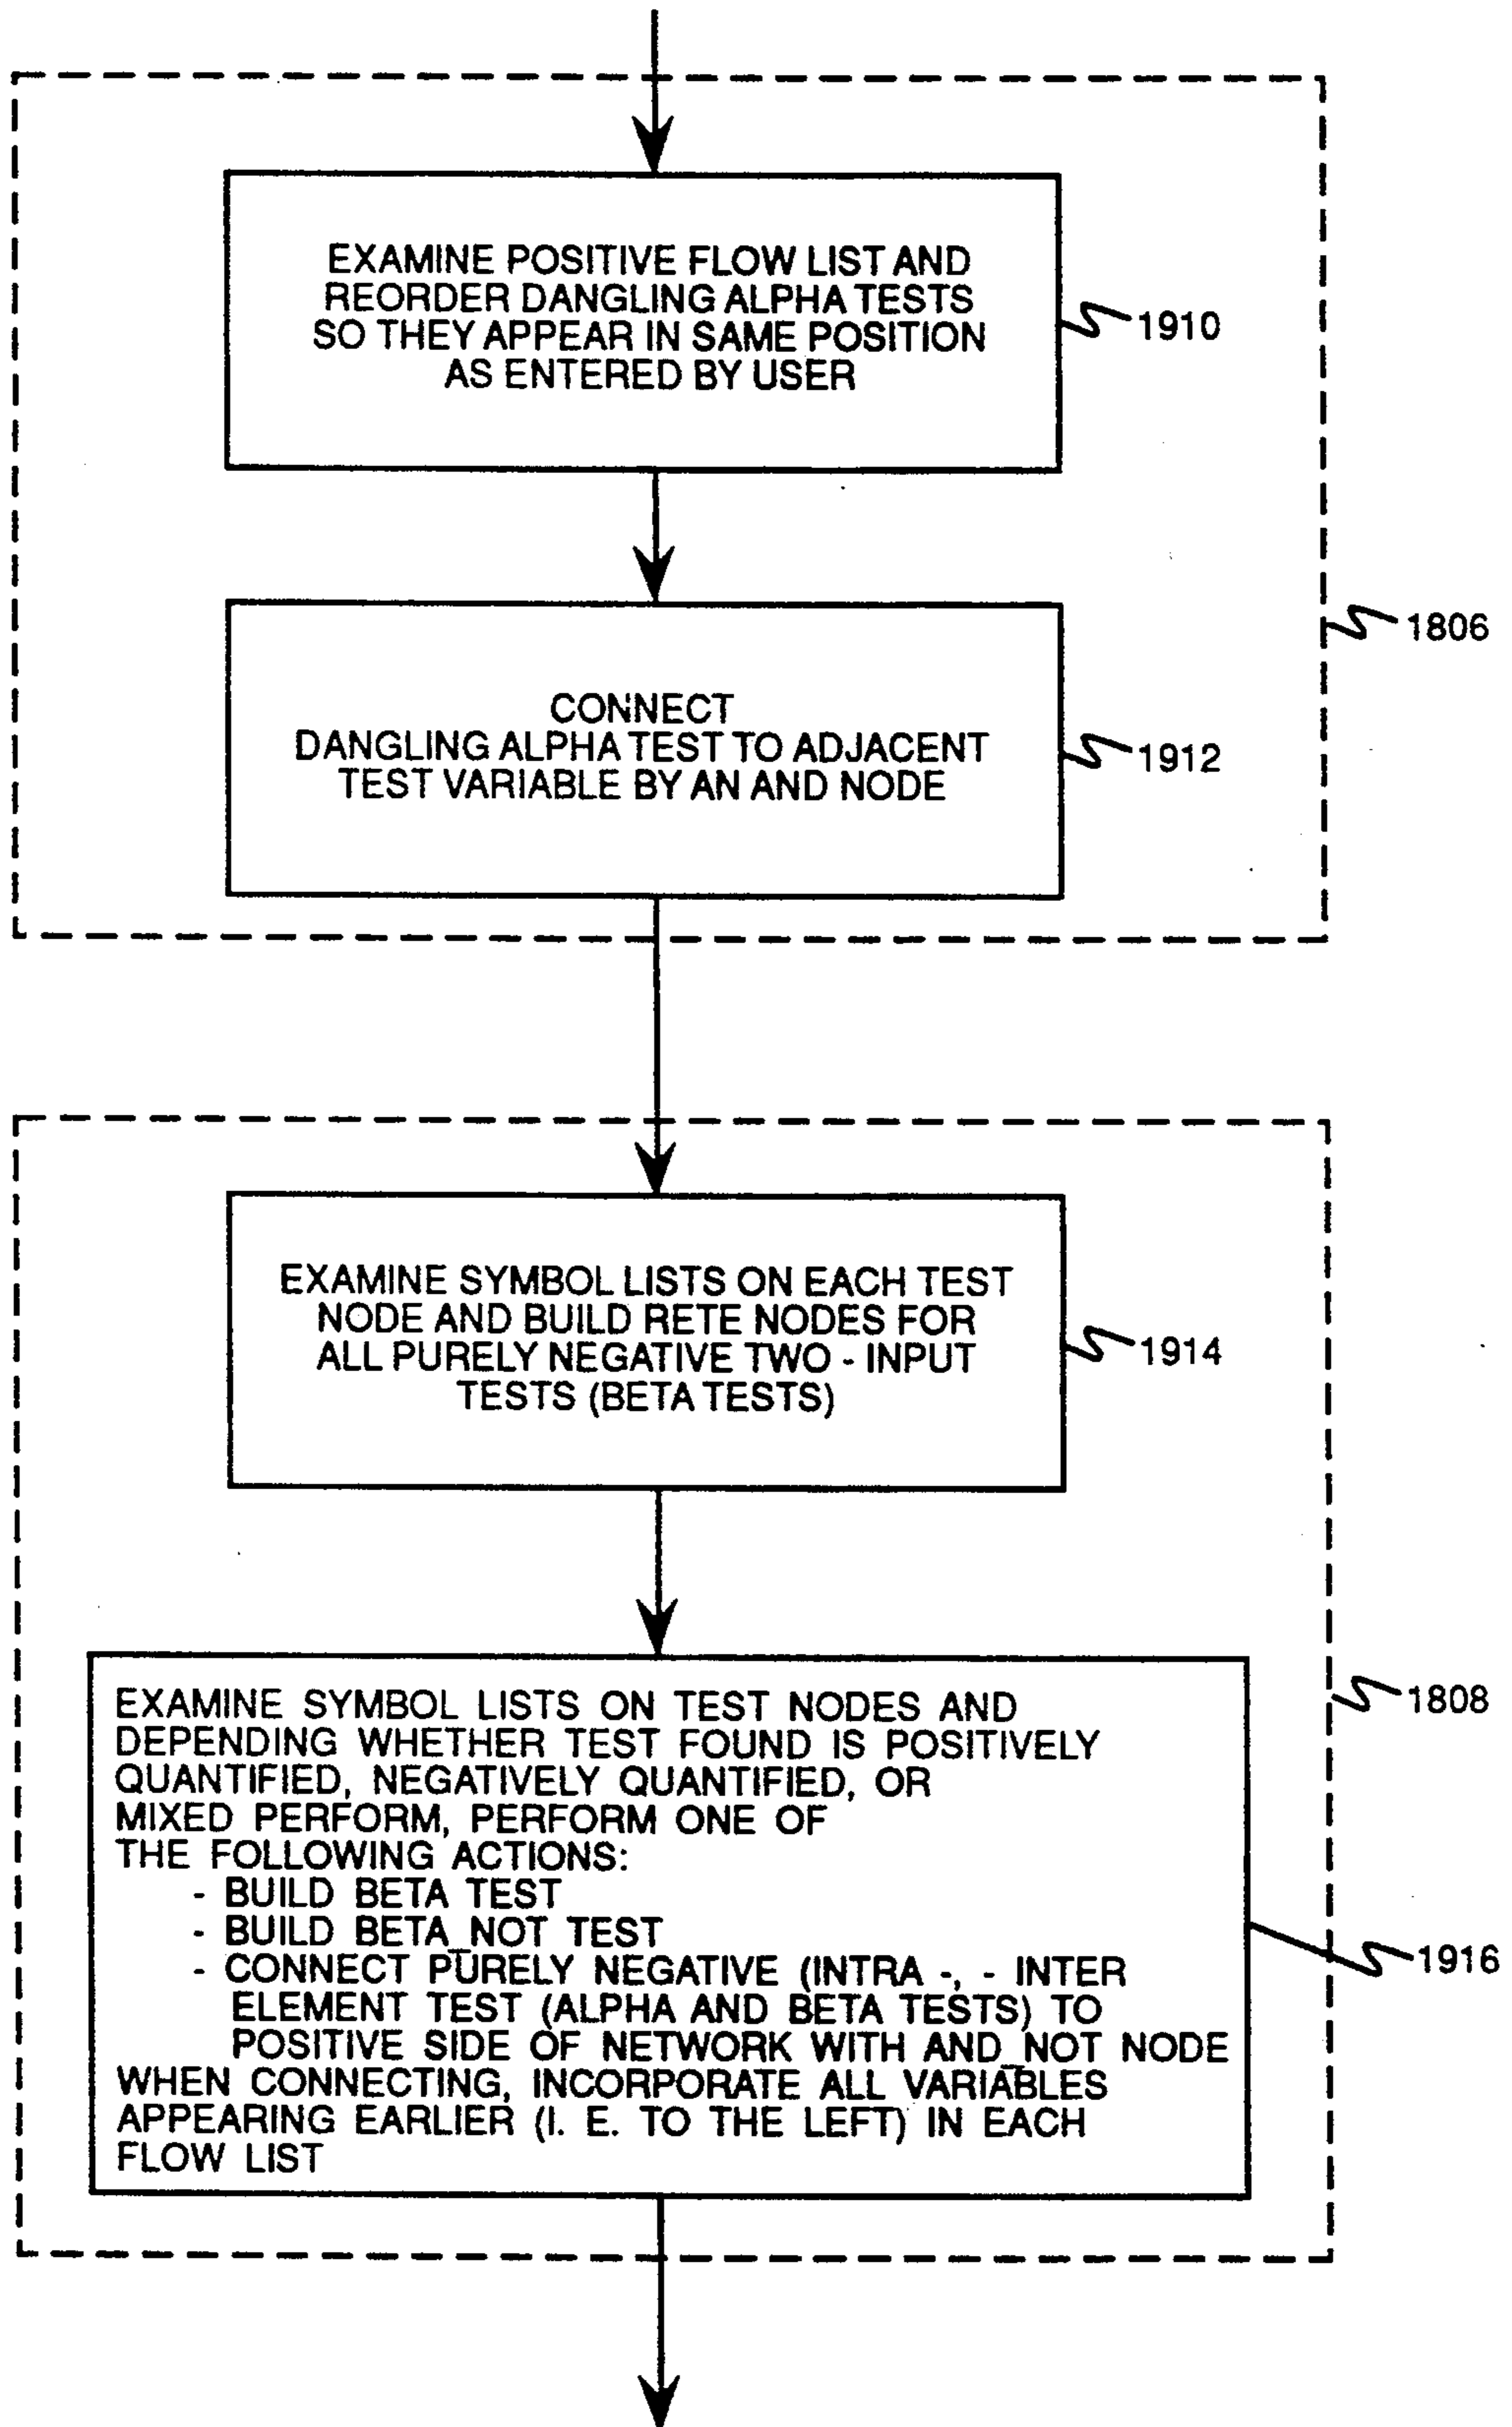 EXAMINE POSITIVE FLOW LIST AND
REORDER DANGLING ALPHA TESTS
SO THEY APPEAR IN SAME POSITION
AS ENTERED BY USER
1910
CONNECT
DANGLING ALPHA TEST TO ADJACENT
TEST VARIABLE BY AN AND NODE
1912
1806
EXAMINE SYMBOL LISTS ON EACH TEST
NODE AND BUILD RETE NODES FOR
ALL PURELY NEGATIVE TWO - INPUT
TESTS (BETA TESTS)
1914
EXAMINE SYMBOL LISTS ON TEST NODES AND
DEPENDING WHETHER TEST FOUND IS POSITIVELY
QUANTIFIED, NEGATIVELY QUANTIFIED, OR
MIXED PERFORM, PERFORM ONE OF
THE FOLLOWING ACTIONS:
- BUILD BETA TEST
- BUILD BETA_NOT TEST
- CONNECT PURELY NEGATIVE (INTRA -, - INTER
ELEMENT TEST (ALPHA AND BETA TESTS) TO
POSITIVE SIDE OF NETWORK WITH AND_NOT NODE
WHEN CONNECTING, INCORPORATE ALL VARIABLES
APPEARING EARLIER (I. E. TO THE LEFT) IN EACH
FLOW LIST
1808
1916